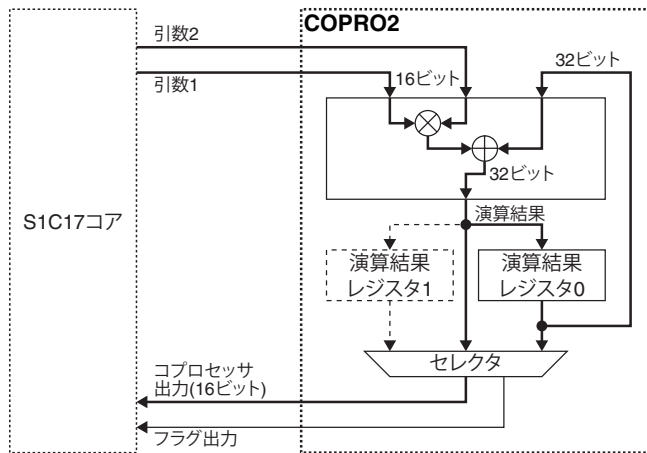 COPRO2
引数2
引数1
16ビット
32ビット
32ビット
S1C17コア
演算結果
演算結果
レジスタ1
演算結果
レジスタ0
セレクタ
コプロセッサ
出力(16ビット)
フラグ出力